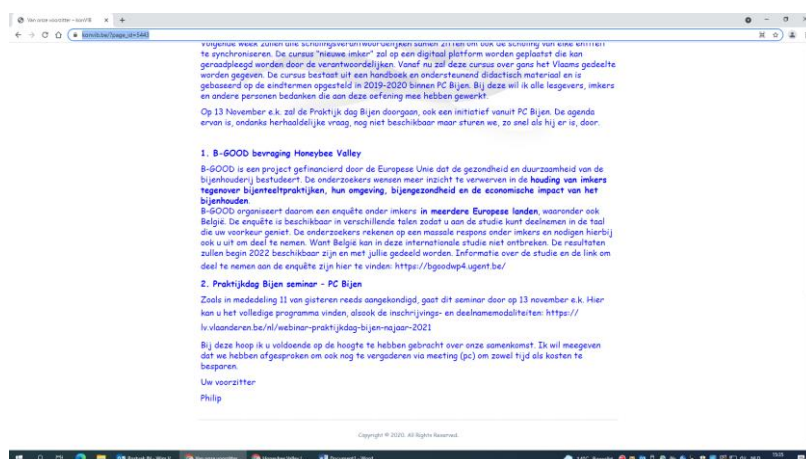 Van onze voorzitter – konVIB
konvib.be/?page_id=5443
Volgende week zullen alle scholingsverantwoordelijken samen zitten om ook de scholing van elke entiteit
te synchroniseren. De cursus "nieuwe imker" zal op een digitaal platform worden geplaatst die kan
geraadpleegd worden door de verantwoordelijken. Vanaf nu zal deze cursus over gans het Vlaams gedeelte
worden gegeven. De cursus bestaat uit een handboek en ondersteunend didactisch materiaal en is
gebaseerd op de eindtermen opgesteld in 2019-2020 binnen PC Bijen. Bij deze wil ik alle lesgevers, imkers
en andere personen bedanken die aan deze oefening mee hebben gewerkt.
Op 13 November e.k. zal de Praktijk dag Bijen doorgaan, ook een initiatief vanuit PC Bijen. De agenda
ervan is, ondanks herhaaldelijke vraag, nog niet beschikbaar maar sturen we, zo snel als hij er is, door.
1. B-GOOD bevraging Honeybee Valley
B-GOOD is een project gefinancierd door de Europese Unie dat de gezondheid en duurzaamheid van de
bijenhouderij bestudeert. De onderzoekers wensen meer inzicht te verwerven in de houding van imkers
tegenover bijenteeltpraktijken, hun omgeving, bijengezondheid en de economische impact van het
bijenhouden.
B-GOOD organiseert daarom een enquête onder imkers in meerdere Europese landen, waaronder ook
België. De enquête is beschikbaar in verschillende talen zodat u aan de studie kunt deelnemen in de taal
die uw voorkeur geniet. De onderzoekers rekenen op een massale respons onder imkers en nodigen hierbij
ook u uit om deel te nemen. Want België kan in deze internationale studie niet ontbreken. De resultaten
zullen begin 2022 beschikbaar zijn en met jullie gedeeld worden. Informatie over de studie en de link om
deel te nemen aan de enquête zijn hier te vinden: https://bgoodwp4.ugent.be/
2. Praktijkdag Bijen seminar - PC Bijen
Zoals in mededeling 11 van gisteren reeds aangekondigd, gaat dit seminar door op 13 november e.k. Hier
kan u het volledige programma vinden, alsook de inschrijvings- en deelnamemodaliteiten: https://
lv.vlaanderen.be/nl/webinar-praktijkdag-bijen-najaar-2021
Bij deze hoop ik u voldoende op de hoogte te hebben gebracht over onze samenkomst. Ik wil meegeven
dat we hebben afgesproken om ook nog te vergaderen via meeting (pc) om zowel tijd als kosten te
besparen.
Uw voorzitter
Philip
Copyright © 2020. All Rights Reserved.
Van onze voorzitter
Honeybee Valley
Document1 - Word
14°C
15:05